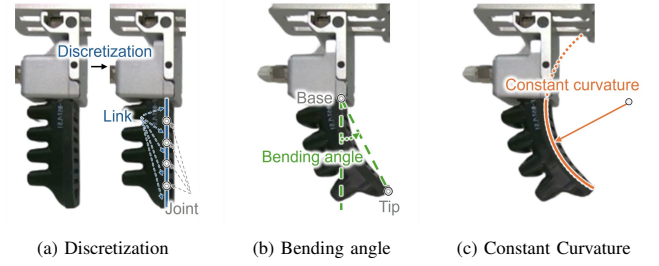 Discretization
Link
Joint
Base
Bending angle
Tip
Constant curvature
(a) Discretization
(b) Bending angle
(c) Constant Curvature